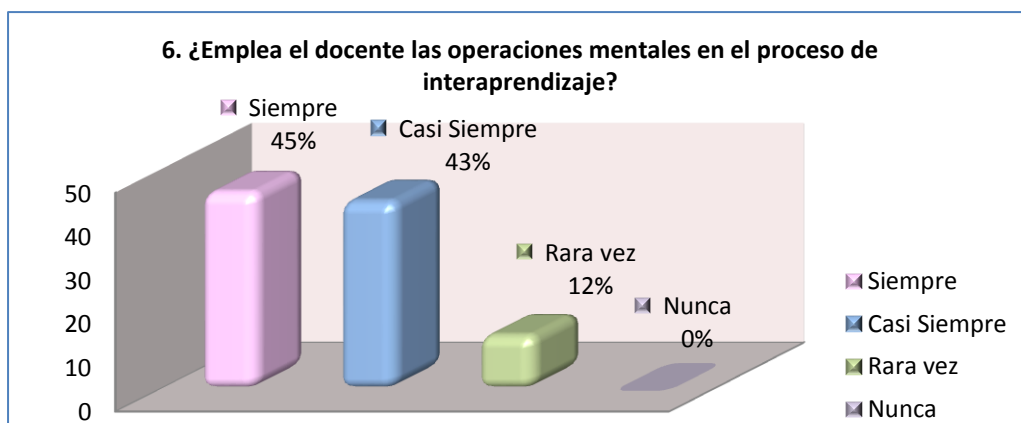 6. ¿Emplea el docente las operaciones mentales en el proceso de
interaprendizaje?
Siempre
45%
Casi Siempre
43%
Rara vez
12%
Nunca
0%
50
40
30
20
10
0
Siempre
Casi Siempre
Rara vez
Nunca